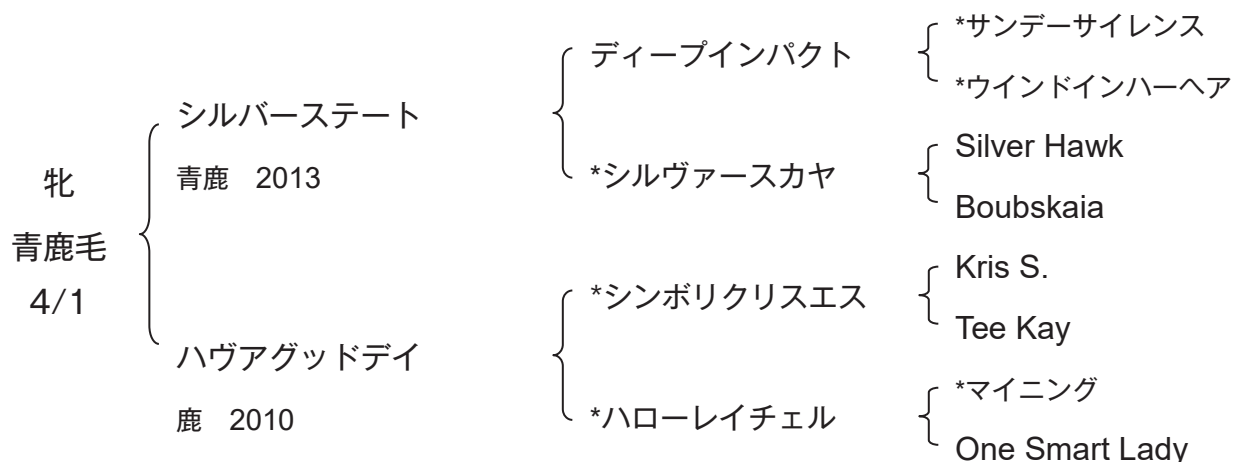 牝
青鹿毛
4/1
シルバーステート
青鹿　2013
ハヴアグッドデイ
鹿　2010
ディープインパクト
*シルヴァースカヤ
*シンボリクリスエス
*ハローレイチェル
*サンデーサイレンス
*ウインドインハーヘア
Silver Hawk
Boubskaia
Kris S.
Tee Kay
*マイニング
One Smart Lady